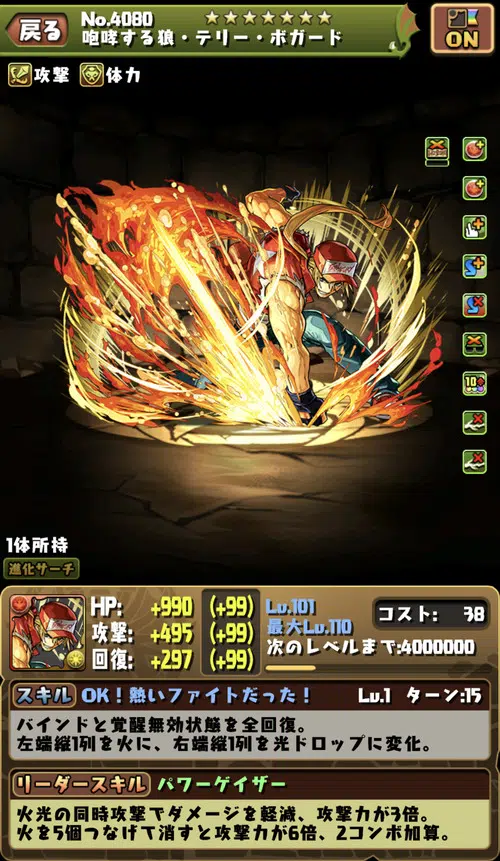 戻る
No.4080
★★★★★★★
咆哮する狼・テリー・ボガード
ON
攻撃 体力
10
1体所持
進化サーチ
HP: +990 (+99)
攻撃: +495 (+99)
回復: +297 (+99)
Lv.101
最大Lv.110
コスト: 38
次のレベルまで:4000000
スキル OK!熱いファイトだった! Lv.1 ターン:15
バインドと覚醒無効状態を全回復。
左端縦1列を火に、右端縦1列を光ドロップに変化。
リーダースキル パワーゲイザー
火光の同時攻撃でダメージを軽減、攻撃力が3倍。
火を5個つなげて消すと攻撃力が6倍、2コンボ加算。